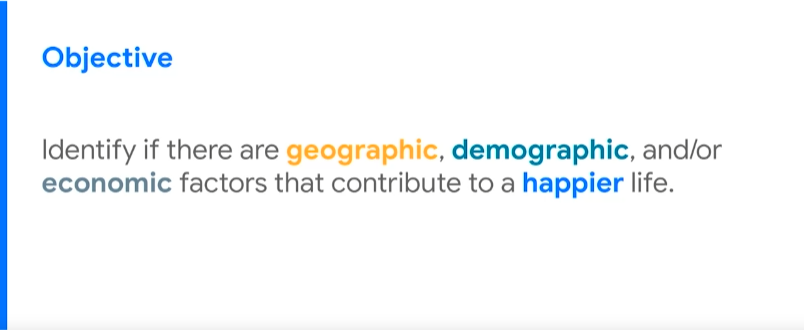 Objective
Identify if there are geographic, demographic, and/or
economic factors that contribute to a happier life.